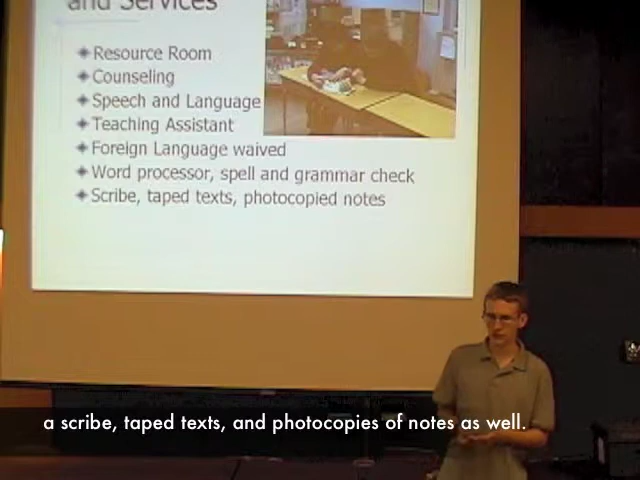 and Services
Resource Room
Counseling
Speech and Language
Teaching Assistant
Foreign Language waived
Word processor, spell and grammar check
Scribe, taped texts, photocopied notes
a scribe, taped texts, and photocopies of notes as well.